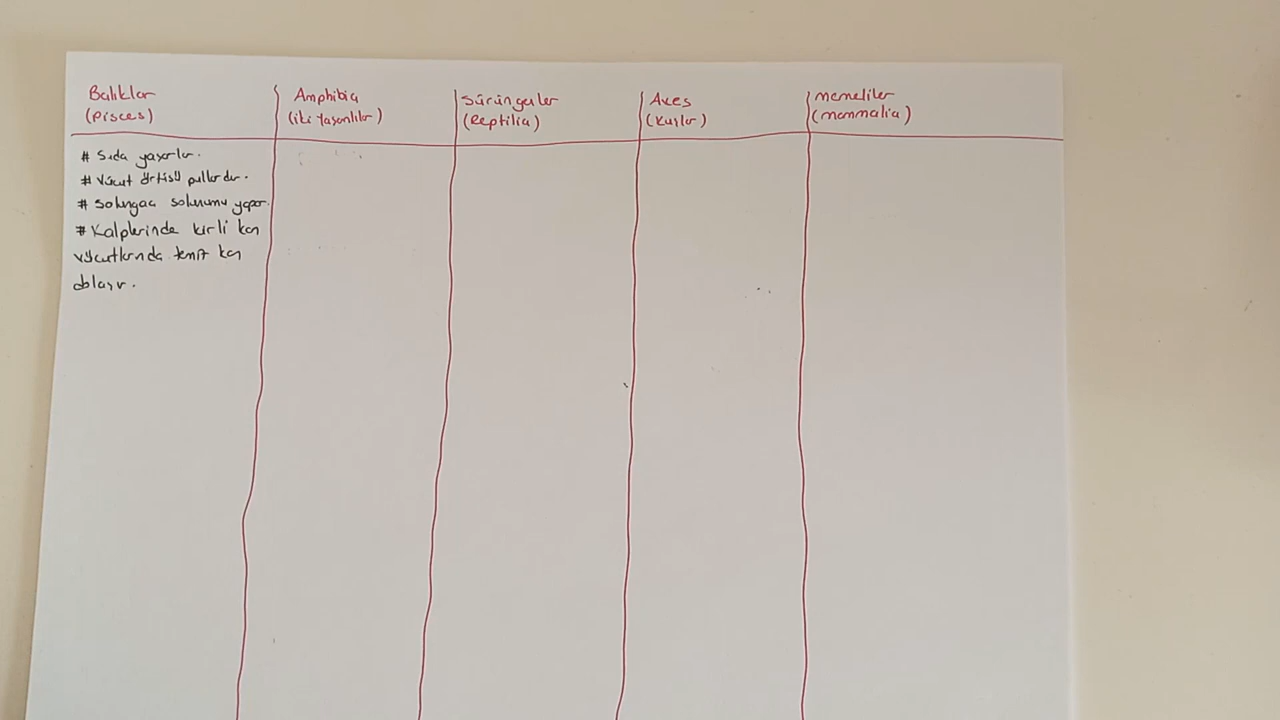 Balıklar
(Pisces)
Amphibia
(iki Yaşamlılar)
Sürüngenler
(Reptilia)
Aves
(Kuşlar)
memeliler
(mammalia)
# Suda yaşarlar.
# Vücut örtüsü pullardır.
# Solungaç solunumu yapar.
# Kalplerinde kirli kan
vücutlarında temiz kan
dolaşır.